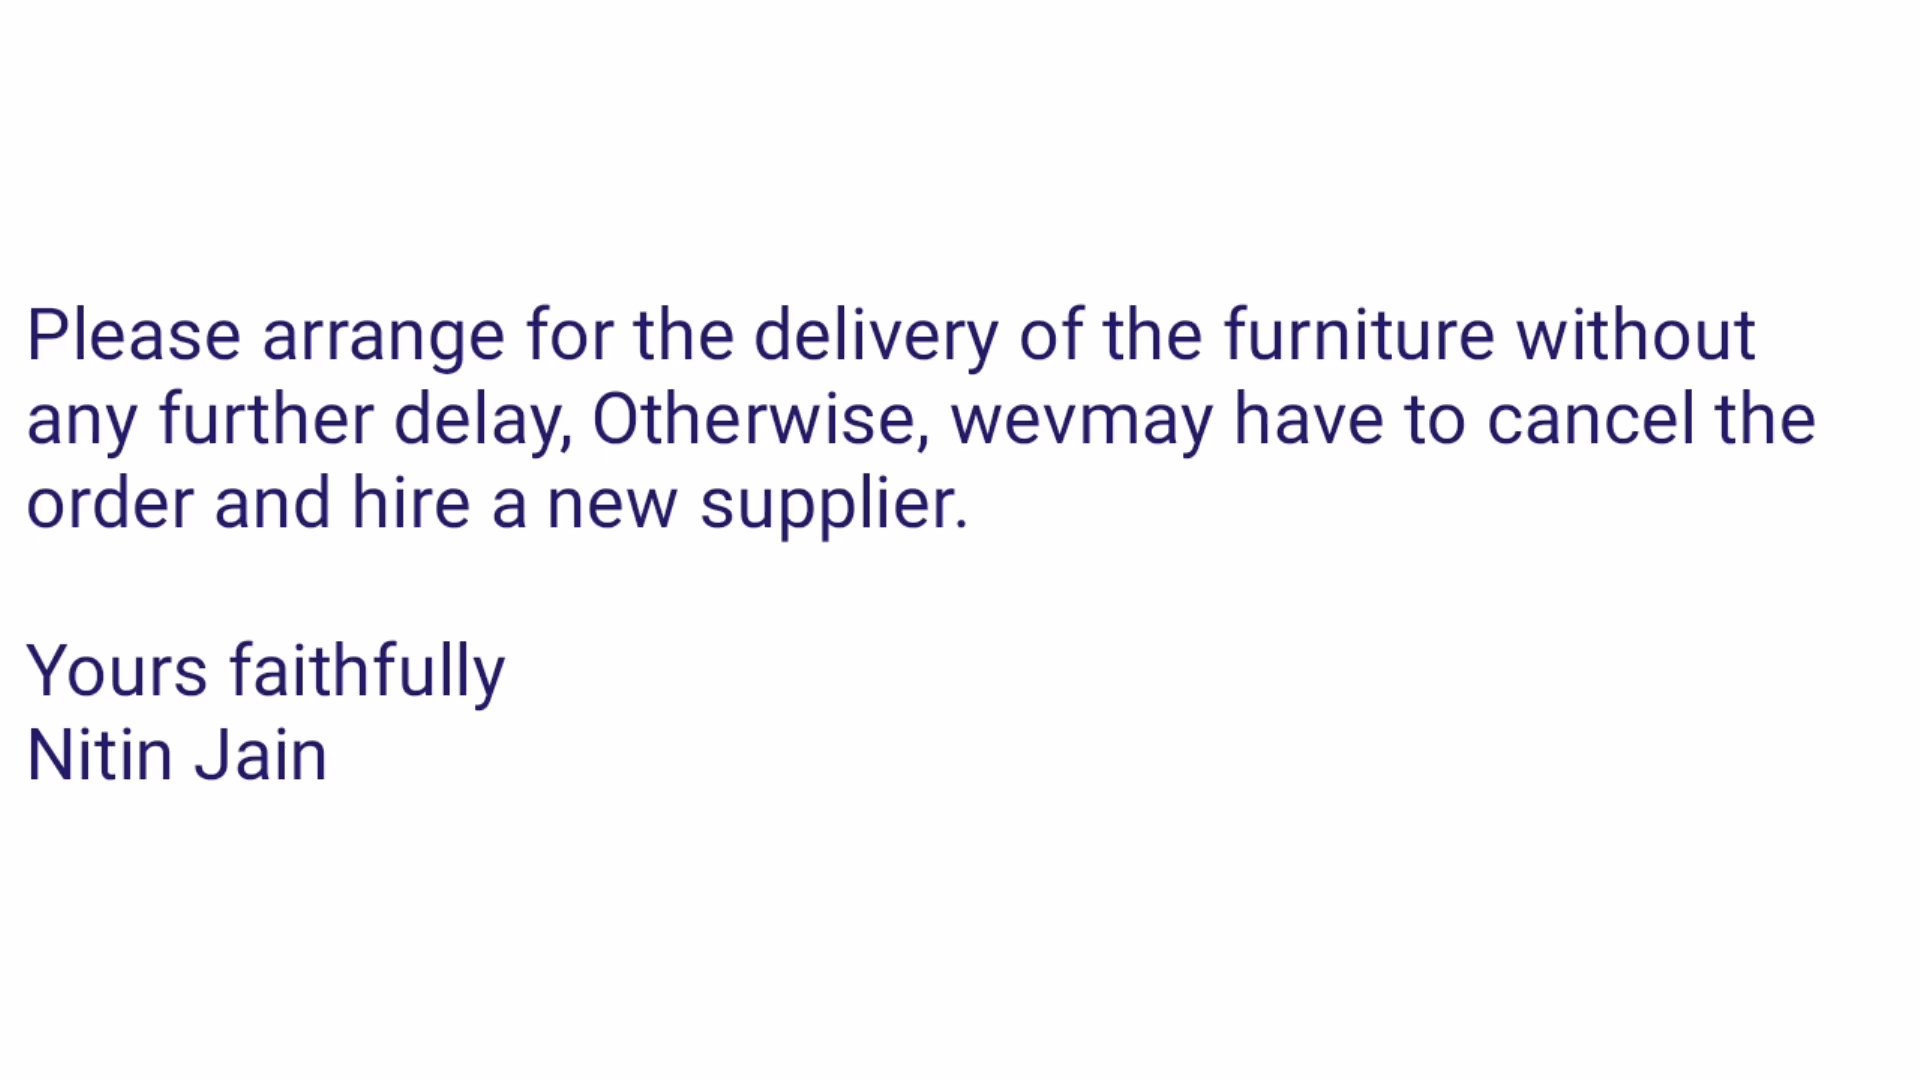 Please arrange for the delivery of the furniture without
any further delay, Otherwise, wevmay have to cancel the
order and hire a new supplier.
Yours faithfully
Nitin Jain